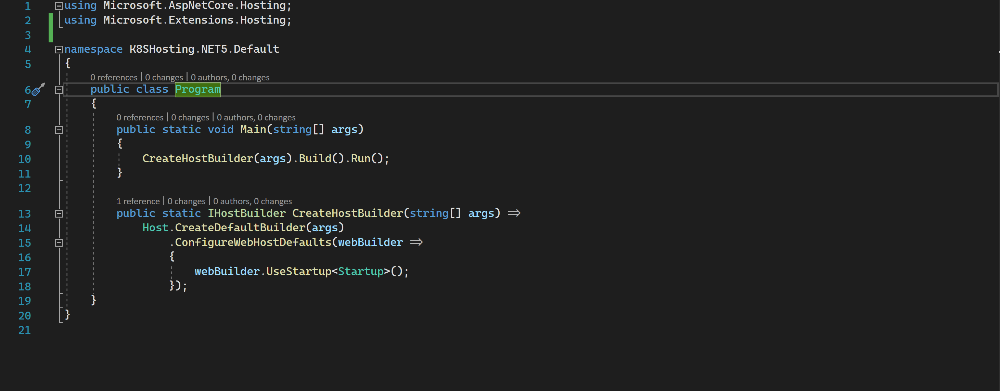 1 using Microsoft.AspNetCore.Hosting;
2 using Microsoft.Extensions.Hosting;
3
4 namespace K8SHosting.NET5.Default
5 {
0 references | 0 changes | 0 authors, 0 changes
6 public class Program
7 {
0 references | 0 changes | 0 authors, 0 changes
8 public static void Main(string[] args)
9 {
10 CreateHostBuilder(args).Build().Run();
11 }
12
1 reference | 0 changes | 0 authors, 0 changes
13 public static IHostBuilder CreateHostBuilder(string[] args) =>
14 Host.CreateDefaultBuilder(args)
15 .ConfigureWebHostDefaults(webBuilder =>
16 {
17 webBuilder.UseStartup<Startup>();
18 });
19 }
20 }
21